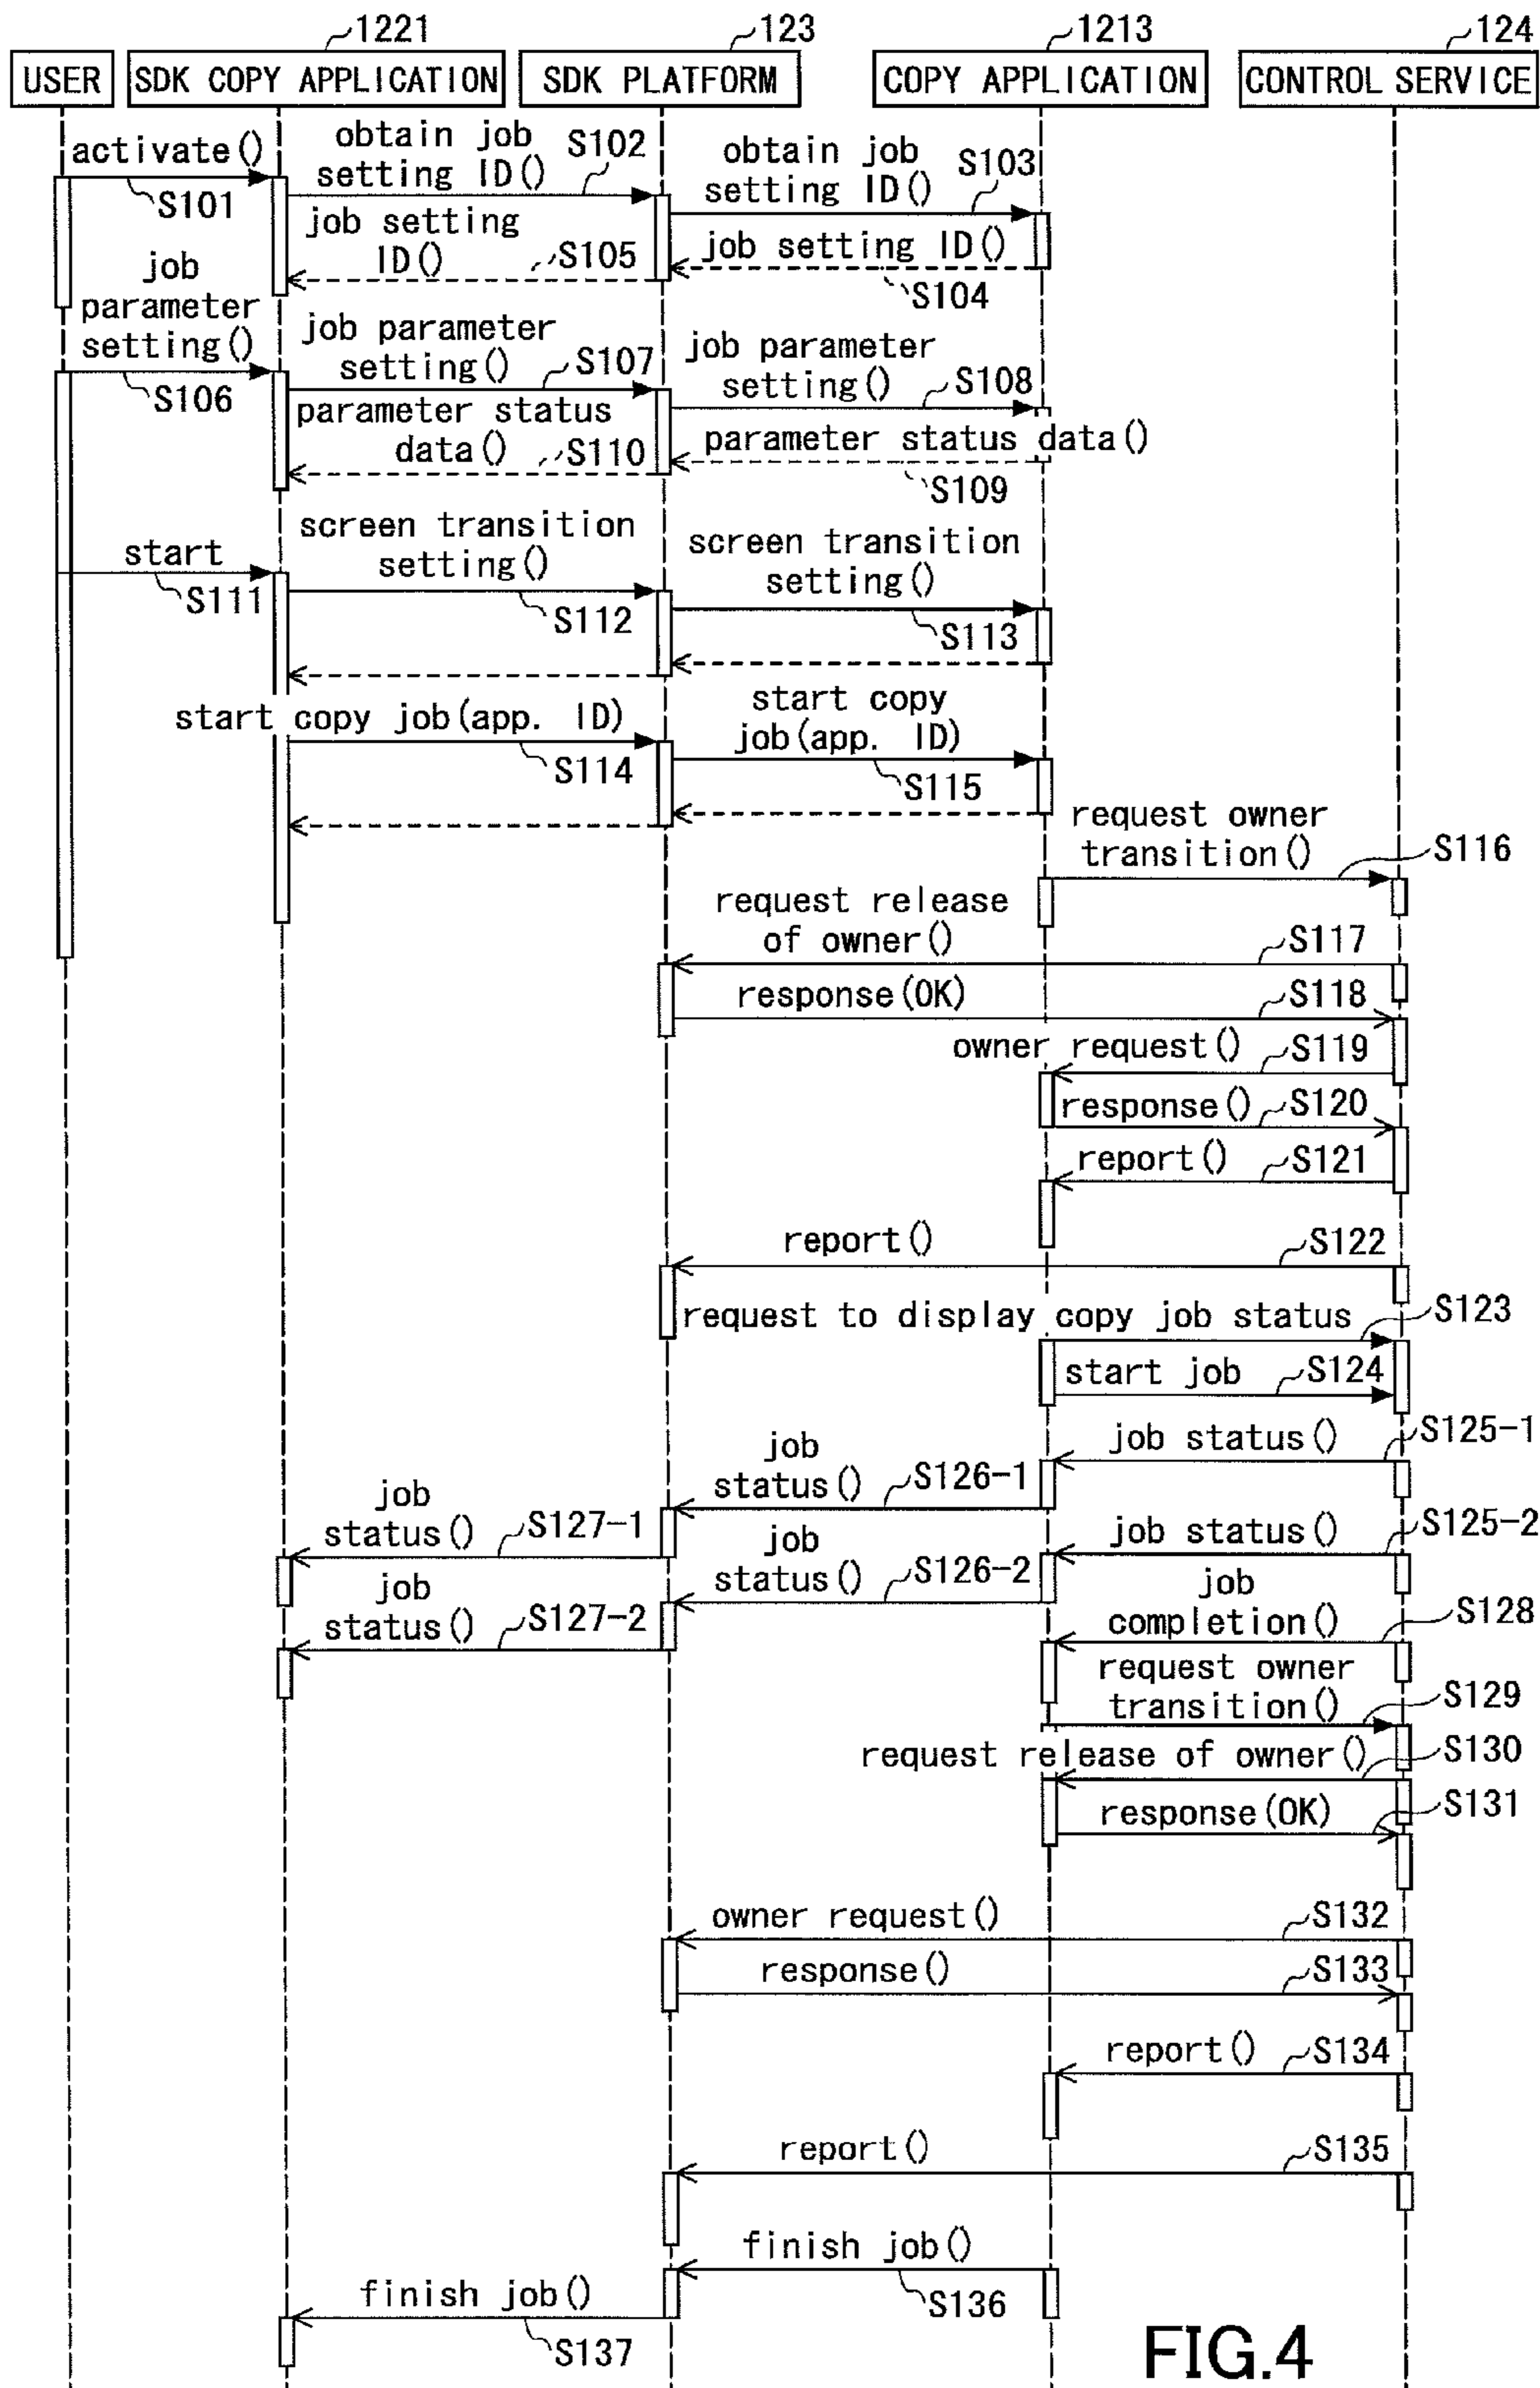 1221
123
1213
124
USER
SDK COPY APPLICATION
SDK PLATFORM
COPY APPLICATION
CONTROL SERVICE
activate()
S101
obtain job
setting ID()
S102
obtain job
setting ID()
S103
job setting ID()
S104
job setting
ID()
S105
job
parameter
setting()
S106
job parameter
setting()
S107
job parameter
setting()
S108
parameter status data()
S109
parameter status
data()
S110
start
S111
screen transition
setting()
S112
screen transition
setting()
S113
start copy job(app. ID)
S114
start copy
job(app. ID)
S115
request owner
transition()
S116
request release
of owner()
S117
response(OK)
S118
owner request()
S119
response()
S120
report()
S121
report()
S122
request to display copy job status
S123
start job
S124
job status()
S125-1
job
status()
S126-1
job
status()
S127-1
job status()
S125-2
job
status()
S126-2
job
status()
S127-2
job
completion()
S128
request owner
transition()
S129
request release of owner()
S130
response(OK)
S131
owner request()
S132
response()
S133
report()
S134
report()
S135
finish job()
S136
finish job()
S137
FIG.4